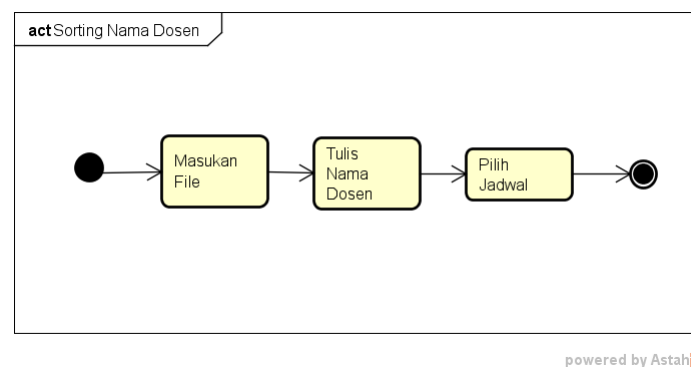 act Sorting Nama Dosen
Masukan
File
Tulis
Nama
Dosen
Pilih
Jadwal
powered by Astah